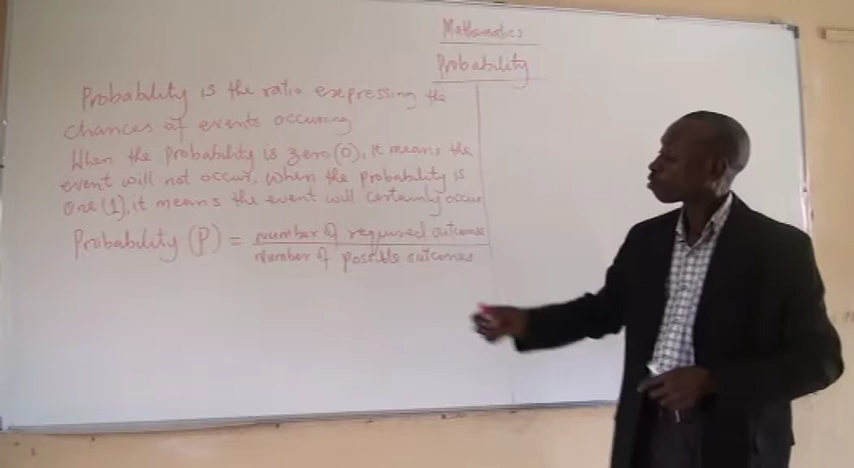 Mathematics
Probability
Probability is the ratio expressing the
chances of events occuring
When the Probability is zero (0), it means the
event will not occur, when the probability is
One (1), it means the event will certainly occur
Probability (P) = number of required outcomes
number of possible outcomes